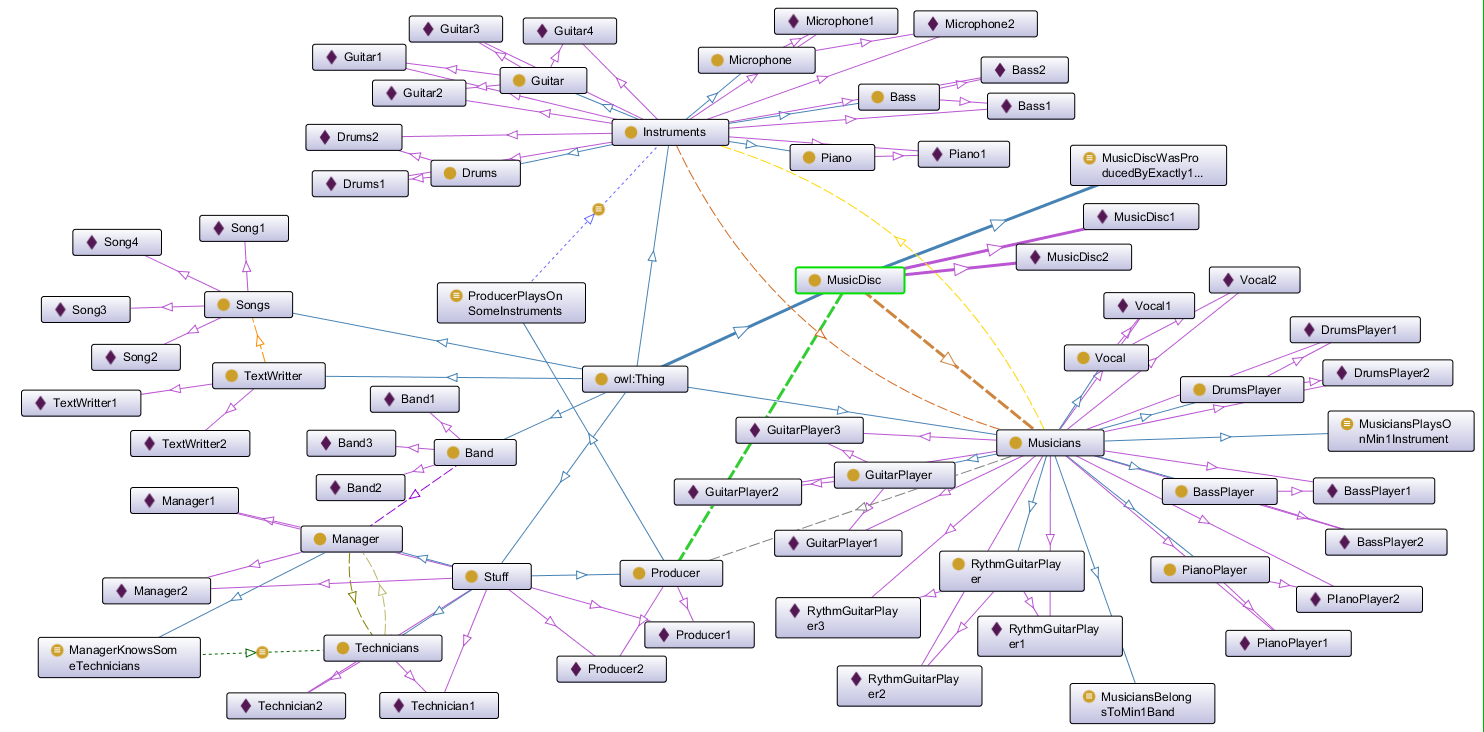 Guitar3
Guitar4
Microphone1
Microphone2
Guitar1
Guitar
Microphone
Bass2
Guitar2
Bass
Bass1
Drums2
Instruments
Piano
Piano1
Drums
Drums1
MusicDiscWasPro
ducedByExactly1...
MusicDisc1
Song1
Song4
MusicDisc2
MusicDisc
Vocal2
Songs
ProducerPlaysOn
SomeInstruments
Song3
Vocal1
DrumsPlayer1
Song2
Vocal
TextWritter
owl:Thing
DrumsPlayer2
DrumsPlayer
TextWritter1
Band1
GuitarPlayer3
MusiciansPlaysO
nMin1Instrument
TextWritter2
Band3
Band
Musicians
GuitarPlayer
Band2
GuitarPlayer2
BassPlayer
BassPlayer1
Manager1
Manager
GuitarPlayer1
BassPlayer2
Stuff
Producer
RythmGuitarPlay
er
PianoPlayer
Manager2
PIanoPlayer2
RythmGuitarPlay
er3
RythmGuitarPlay
er1
Producer1
PianoPlayer1
ManagerKnowsSom
eTechnicians
Technicians
Producer2
RythmGuitarPlay
er2
Technician2
Technician1
MusiciansBelong
sToMin1Band